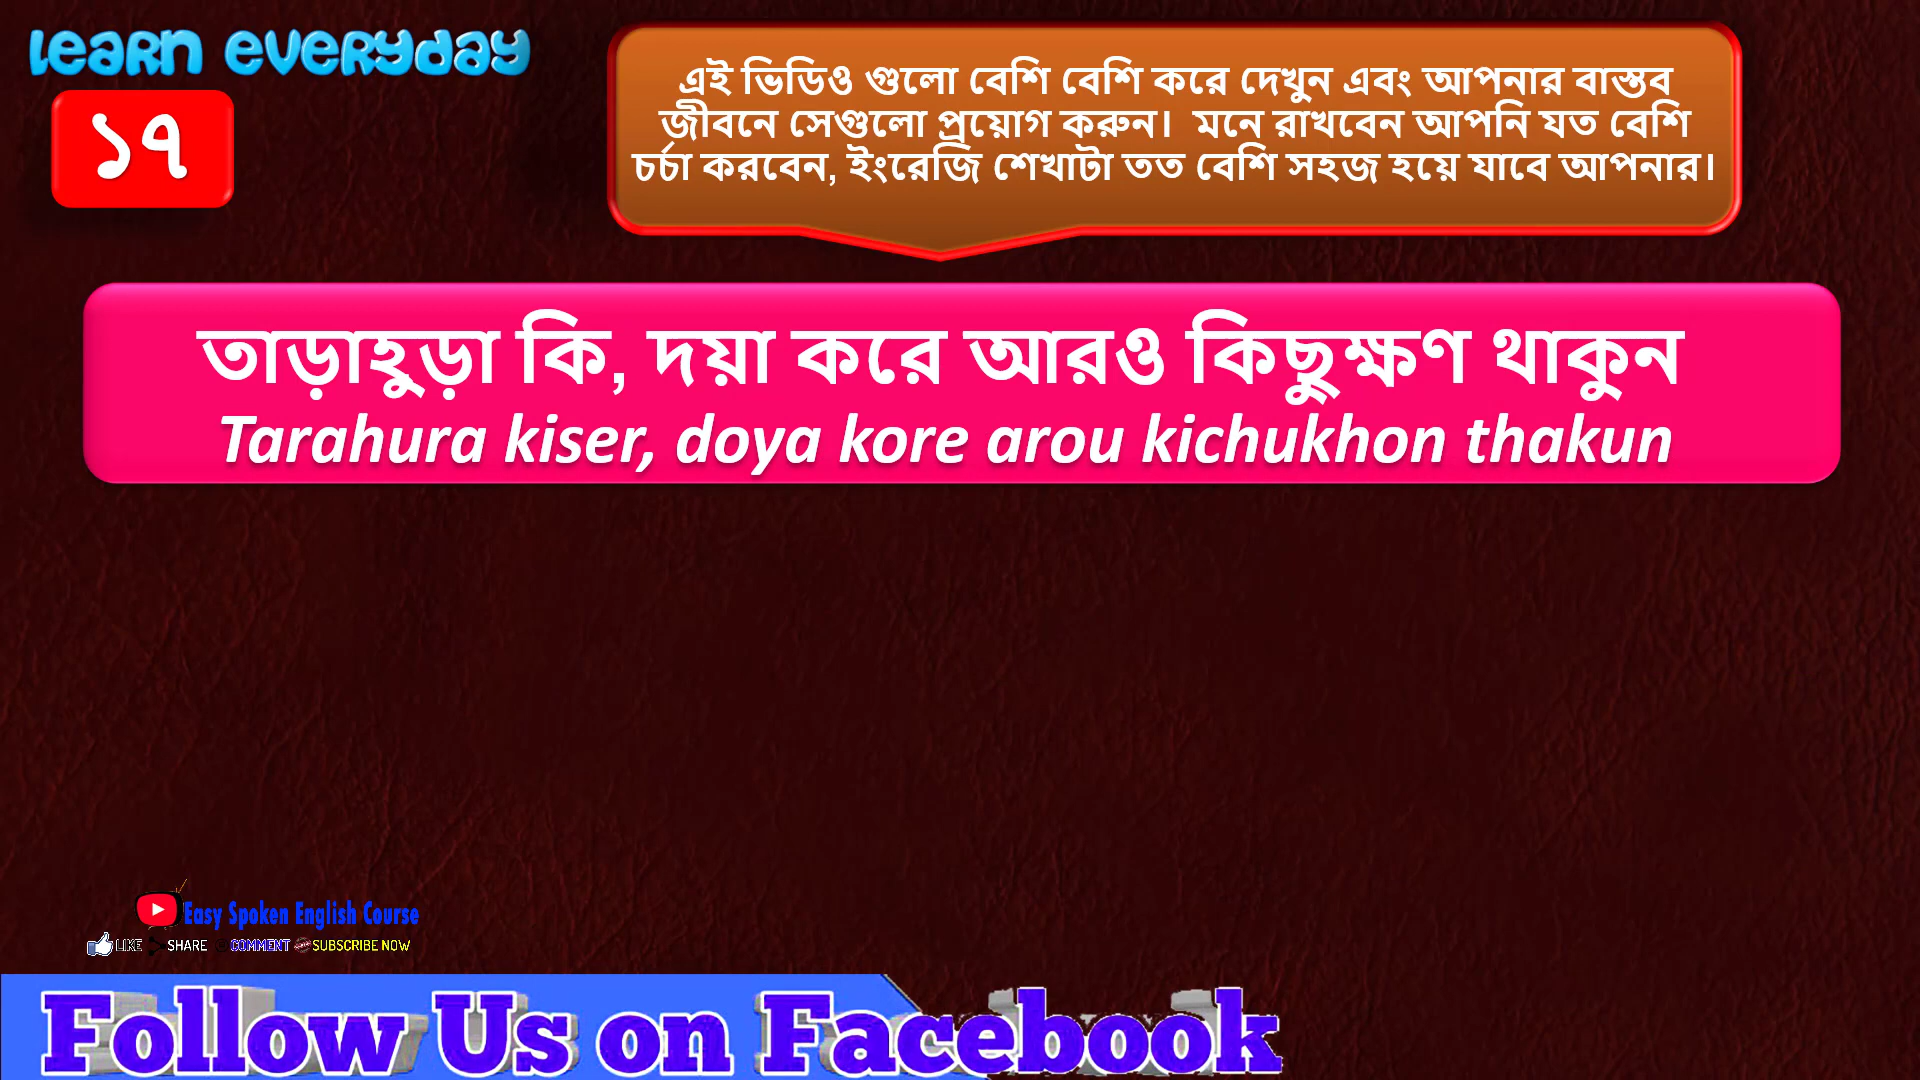 Learn Everyday
১৭
এই ভিডিও গুলো বেশি বেশি করে দেখুন এবং আপনার বাস্তব
জীবনে সেগুলো প্রয়োগ করুন। মনে রাখবেন আপনি যত বেশি
চর্চা করবেন, ইংরেজি শেখাটা তত বেশি সহজ হয়ে যাবে আপনার।
তাড়াহুড়া কি, দয়া করে আরও কিছুক্ষণ থাকুন
Tarahura kiser, doya kore arou kichukhon thakun
Easy Spoken English Course
LIKE SHARE COMMENT SUBSCRIBE NOW
Follow Us on Facebook